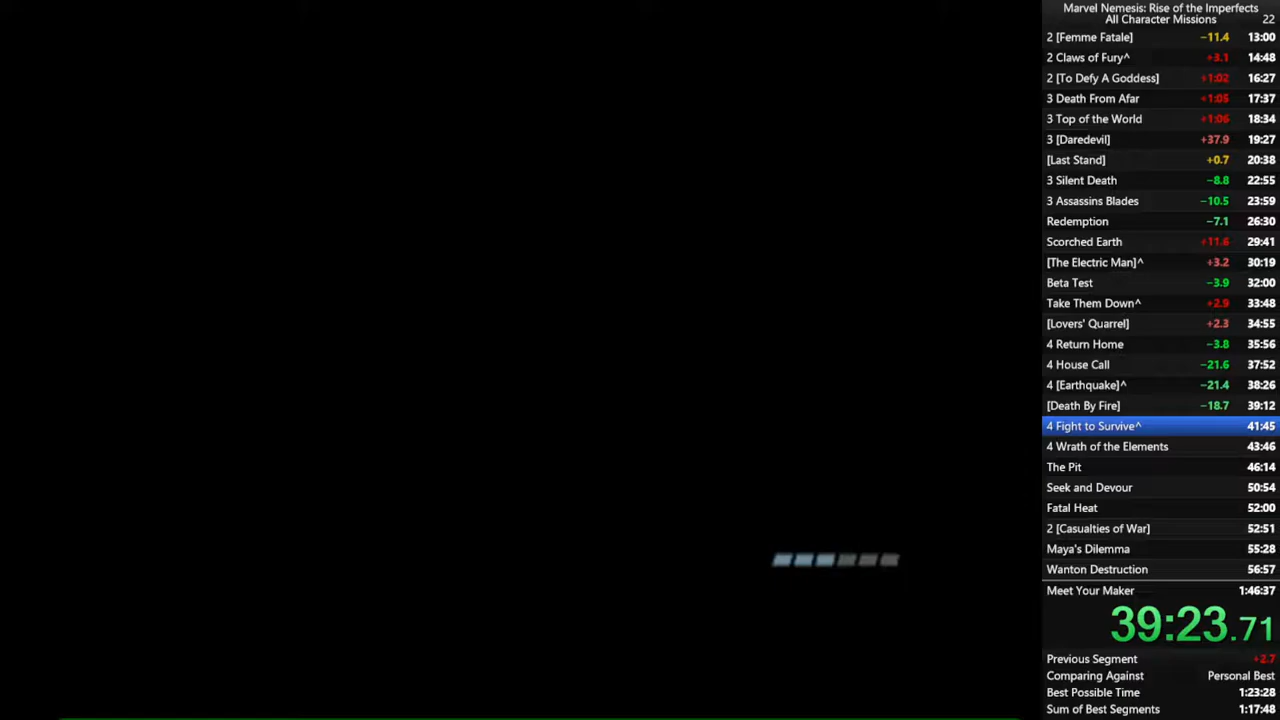 Marvel Nemesis: Rise of the Imperfects
All Character Missions 22
2 [Femme Fatale] −11.4 13:00
2 Claws of Fury^ +3.1 14:48
2 [To Defy A Goddess] +1:02 16:27
3 Death From Afar +1:05 17:37
3 Top of the World +1:06 18:34
3 [Daredevil] +37.9 19:27
[Last Stand] +0.7 20:38
3 Silent Death −8.8 22:55
3 Assassins Blades −10.5 23:59
Redemption −7.1 26:30
Scorched Earth +11.6 29:41
[The Electric Man]^ +3.2 30:19
Beta Test −3.9 32:00
Take Them Down^ +2.9 33:48
[Lovers' Quarrel] +2.3 34:55
4 Return Home −3.8 35:56
4 House Call −21.6 37:52
4 [Earthquake]^ −21.4 38:26
[Death By Fire] −18.7 39:12
4 Fight to Survive^ 41:45
4 Wrath of the Elements 43:46
The Pit 46:14
Seek and Devour 50:54
Fatal Heat 52:00
2 [Casualties of War] 52:51
Maya's Dilemma 55:28
Wanton Destruction 56:57
Meet Your Maker 1:46:37
39:23.71
Previous Segment +2.7
Comparing Against Personal Best
Best Possible Time 1:23:28
Sum of Best Segments 1:17:48